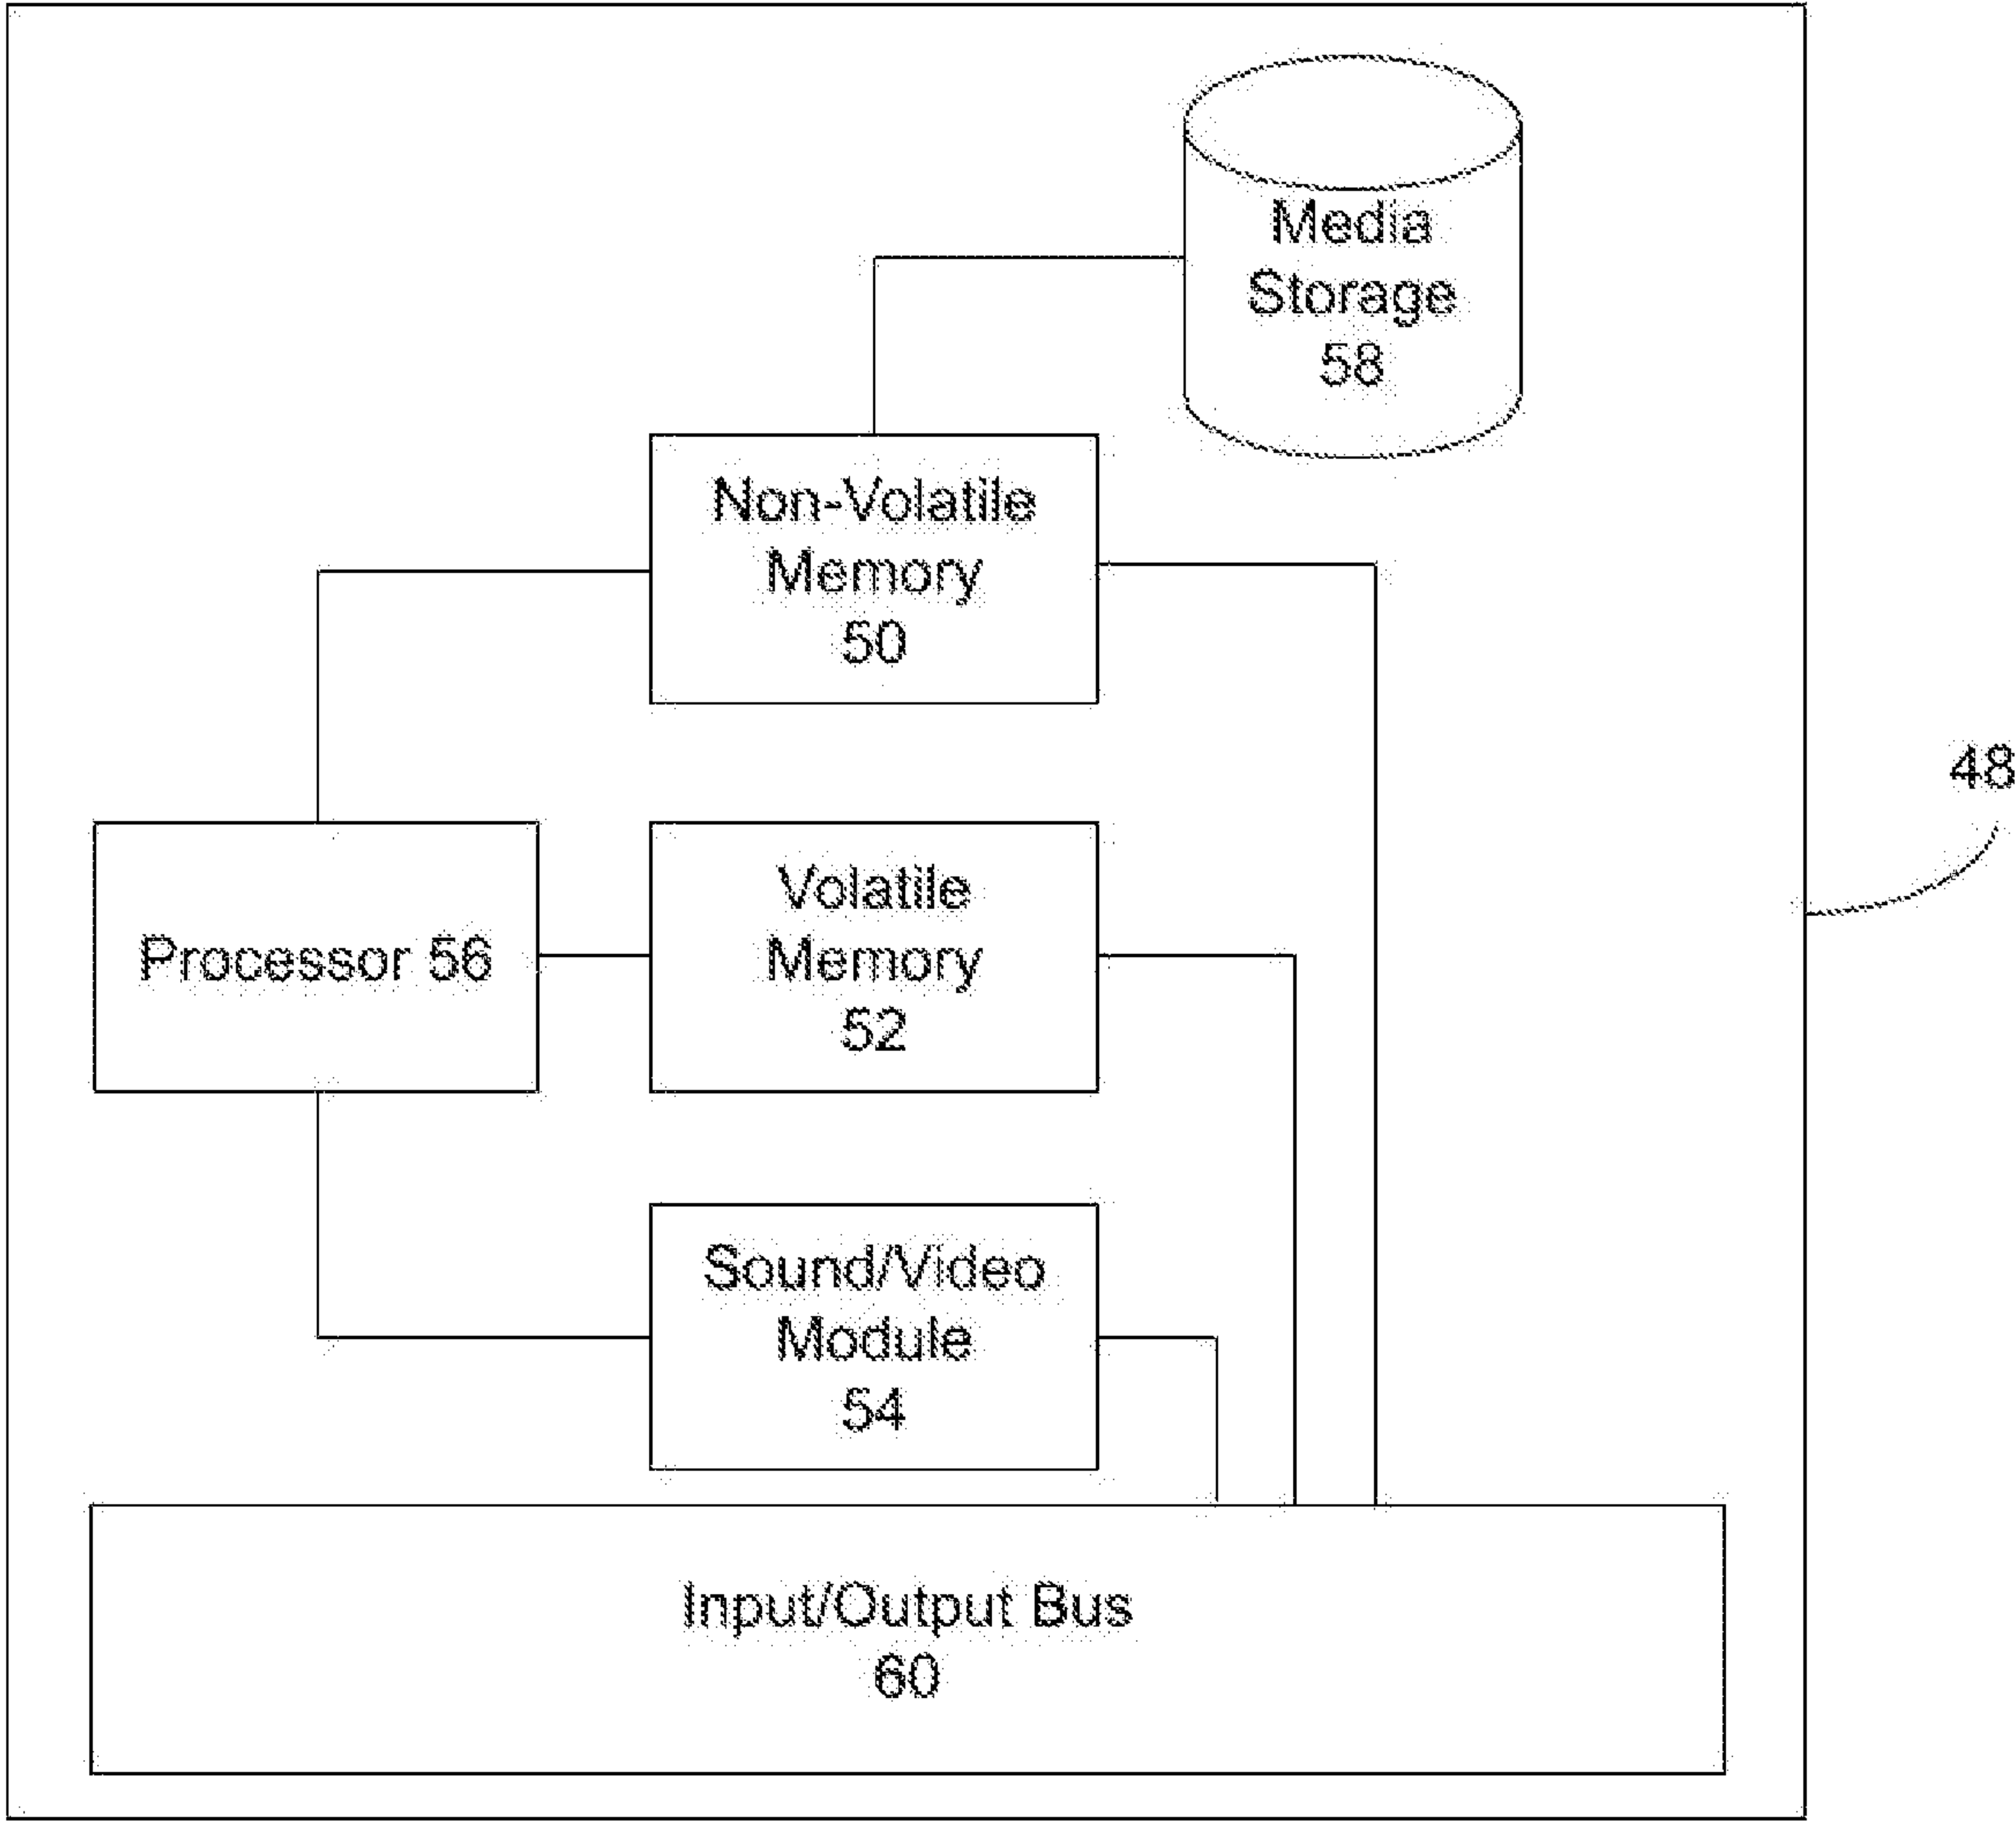 Media
Storage
58
Non-Volatile
Memory
50
48
Volatile
Memory
52
Processor 56
Sound/Video
Module
54
Input/Output Bus
60